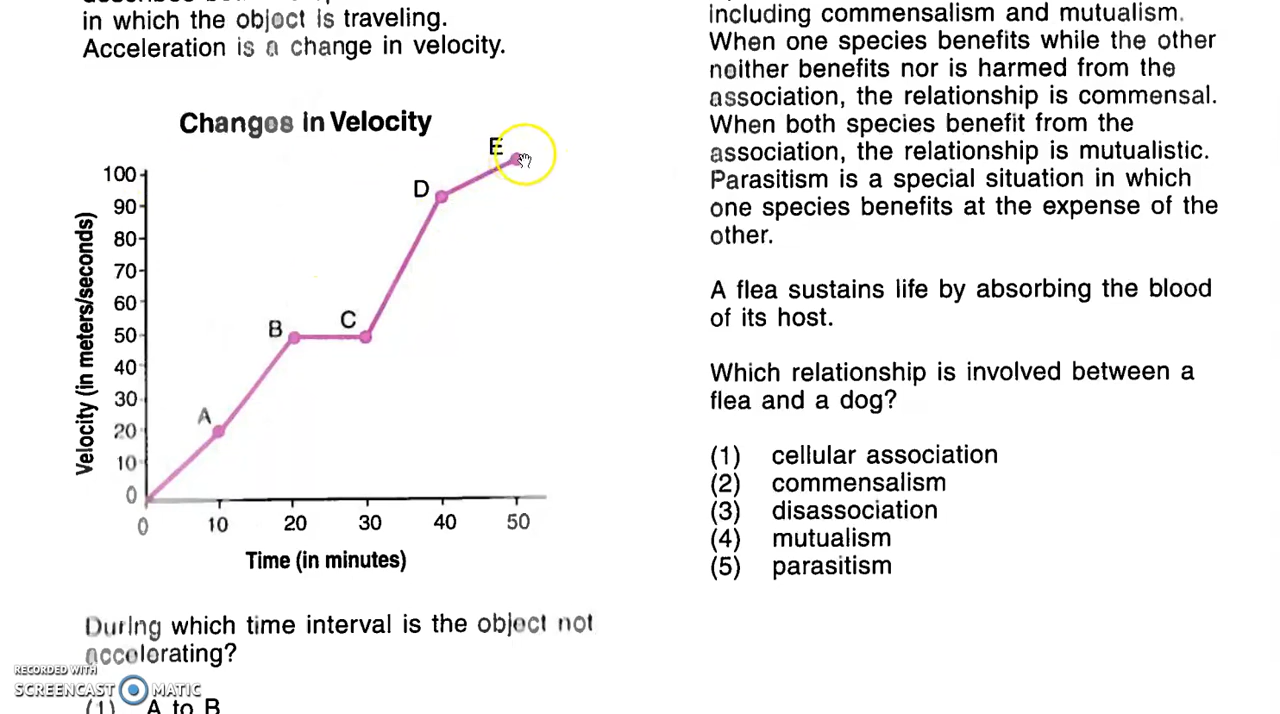 in which the object is traveling.
Acceleration is a change in velocity.
Changes in Velocity
E
D
C
B
A
100
90
80
70
60
50
40
30
20
10
0
Velocity (in meters/seconds)
0 10 20 30 40 50
Time (in minutes)
During which time interval is the object not
accelerating?
(1) A to B
including commensalism and mutualism.
When one species benefits while the other
neither benefits nor is harmed from the
association, the relationship is commensal.
When both species benefit from the
association, the relationship is mutualistic.
Parasitism is a special situation in which
one species benefits at the expense of the
other.
A flea sustains life by absorbing the blood
of its host.
Which relationship is involved between a
flea and a dog?
(1) cellular association
(2) commensalism
(3) disassociation
(4) mutualism
(5) parasitism
RECORDED WITH
SCREENCAST MATIC